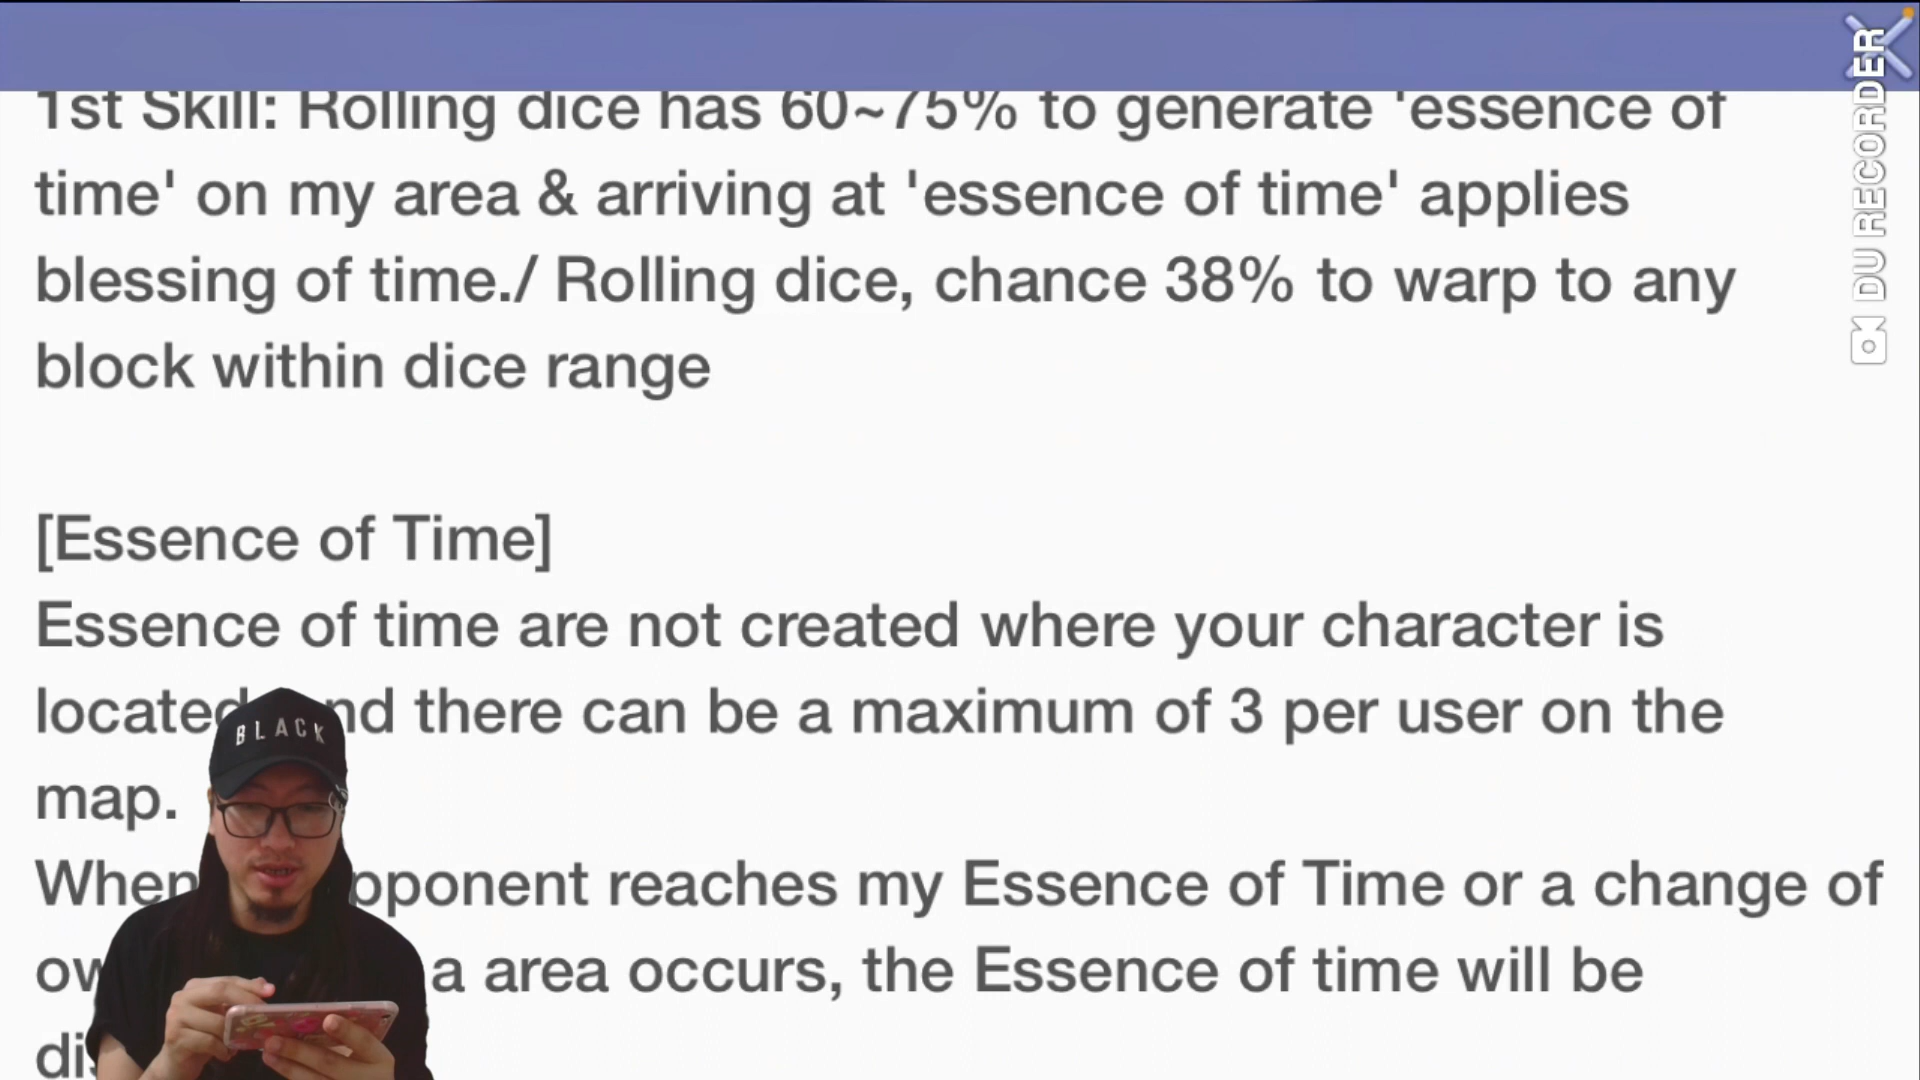 1st Skill: Rolling dice has 60~75% to generate 'essence of
time' on my area & arriving at 'essence of time' applies
blessing of time./ Rolling dice, chance 38% to warp to any
block within dice range
[Essence of Time]
Essence of time are not created where your character is
located and there can be a maximum of 3 per user on the
map.
When opponent reaches my Essence of Time or a change of
a area occurs, the Essence of time will be
BLACK
DU RECORDER